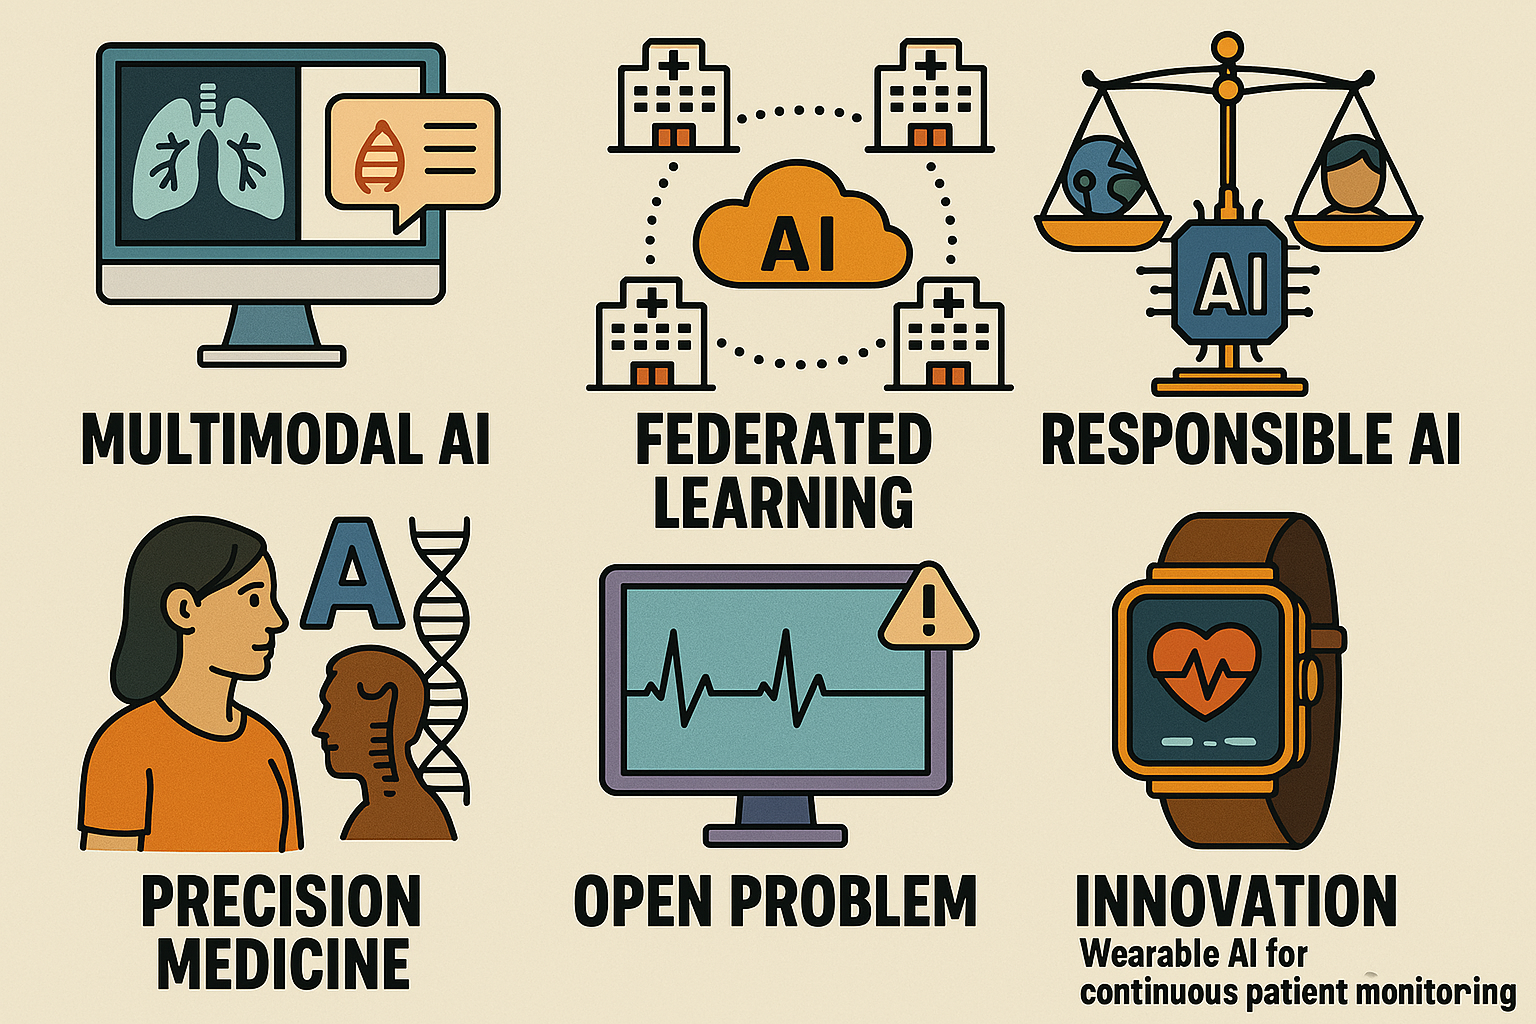 AI
AI
MULTIMODAL AI
FEDERATED
LEARNING
RESPONSIBLE AI
A
!
PRECISION
MEDICINE
OPEN PROBLEM
INNOVATION
Wearable AI for
continuous patient monitoring